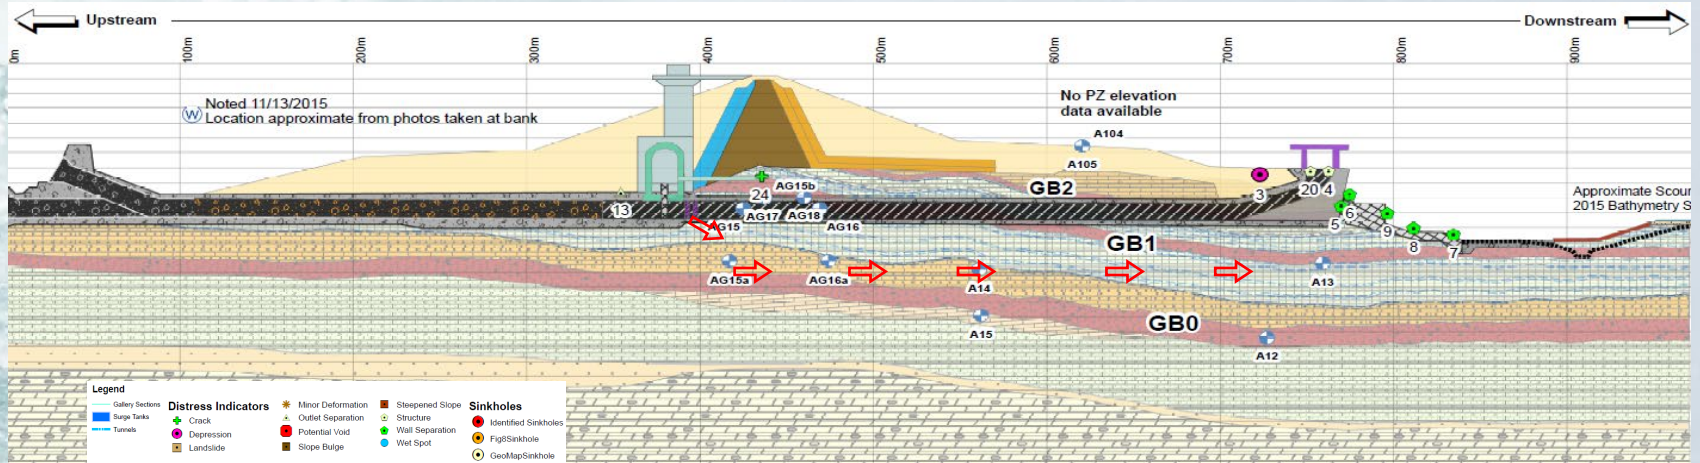 Upstream
Downstream
0m
100m
200m
300m
400m
500m
600m
700m
800m
900m
W
Noted 11/13/2015
Location approximate from photos taken at bank
No PZ elevation
data available
A104
A105
GB2
3
20
4
Approximate Scour
2015 Bathymetry S
13
24
AG15b
AG17
AG18
AG15
AG16
5
6
9
8
7
GB1
AG15a
AG16a
A14
A13
GB0
A15
A12
Legend
Gallery Sections
Surge Tanks
Tunnels
Distress Indicators
Crack
Depression
Landslide
Minor Deformation
Outlet Separation
Potential Void
Slope Bulge
Steepened Slope
Structure
Wall Separation
Wet Spot
Sinkholes
Identified Sinkholes
Fig8Sinkhole
GeoMapSinkhole